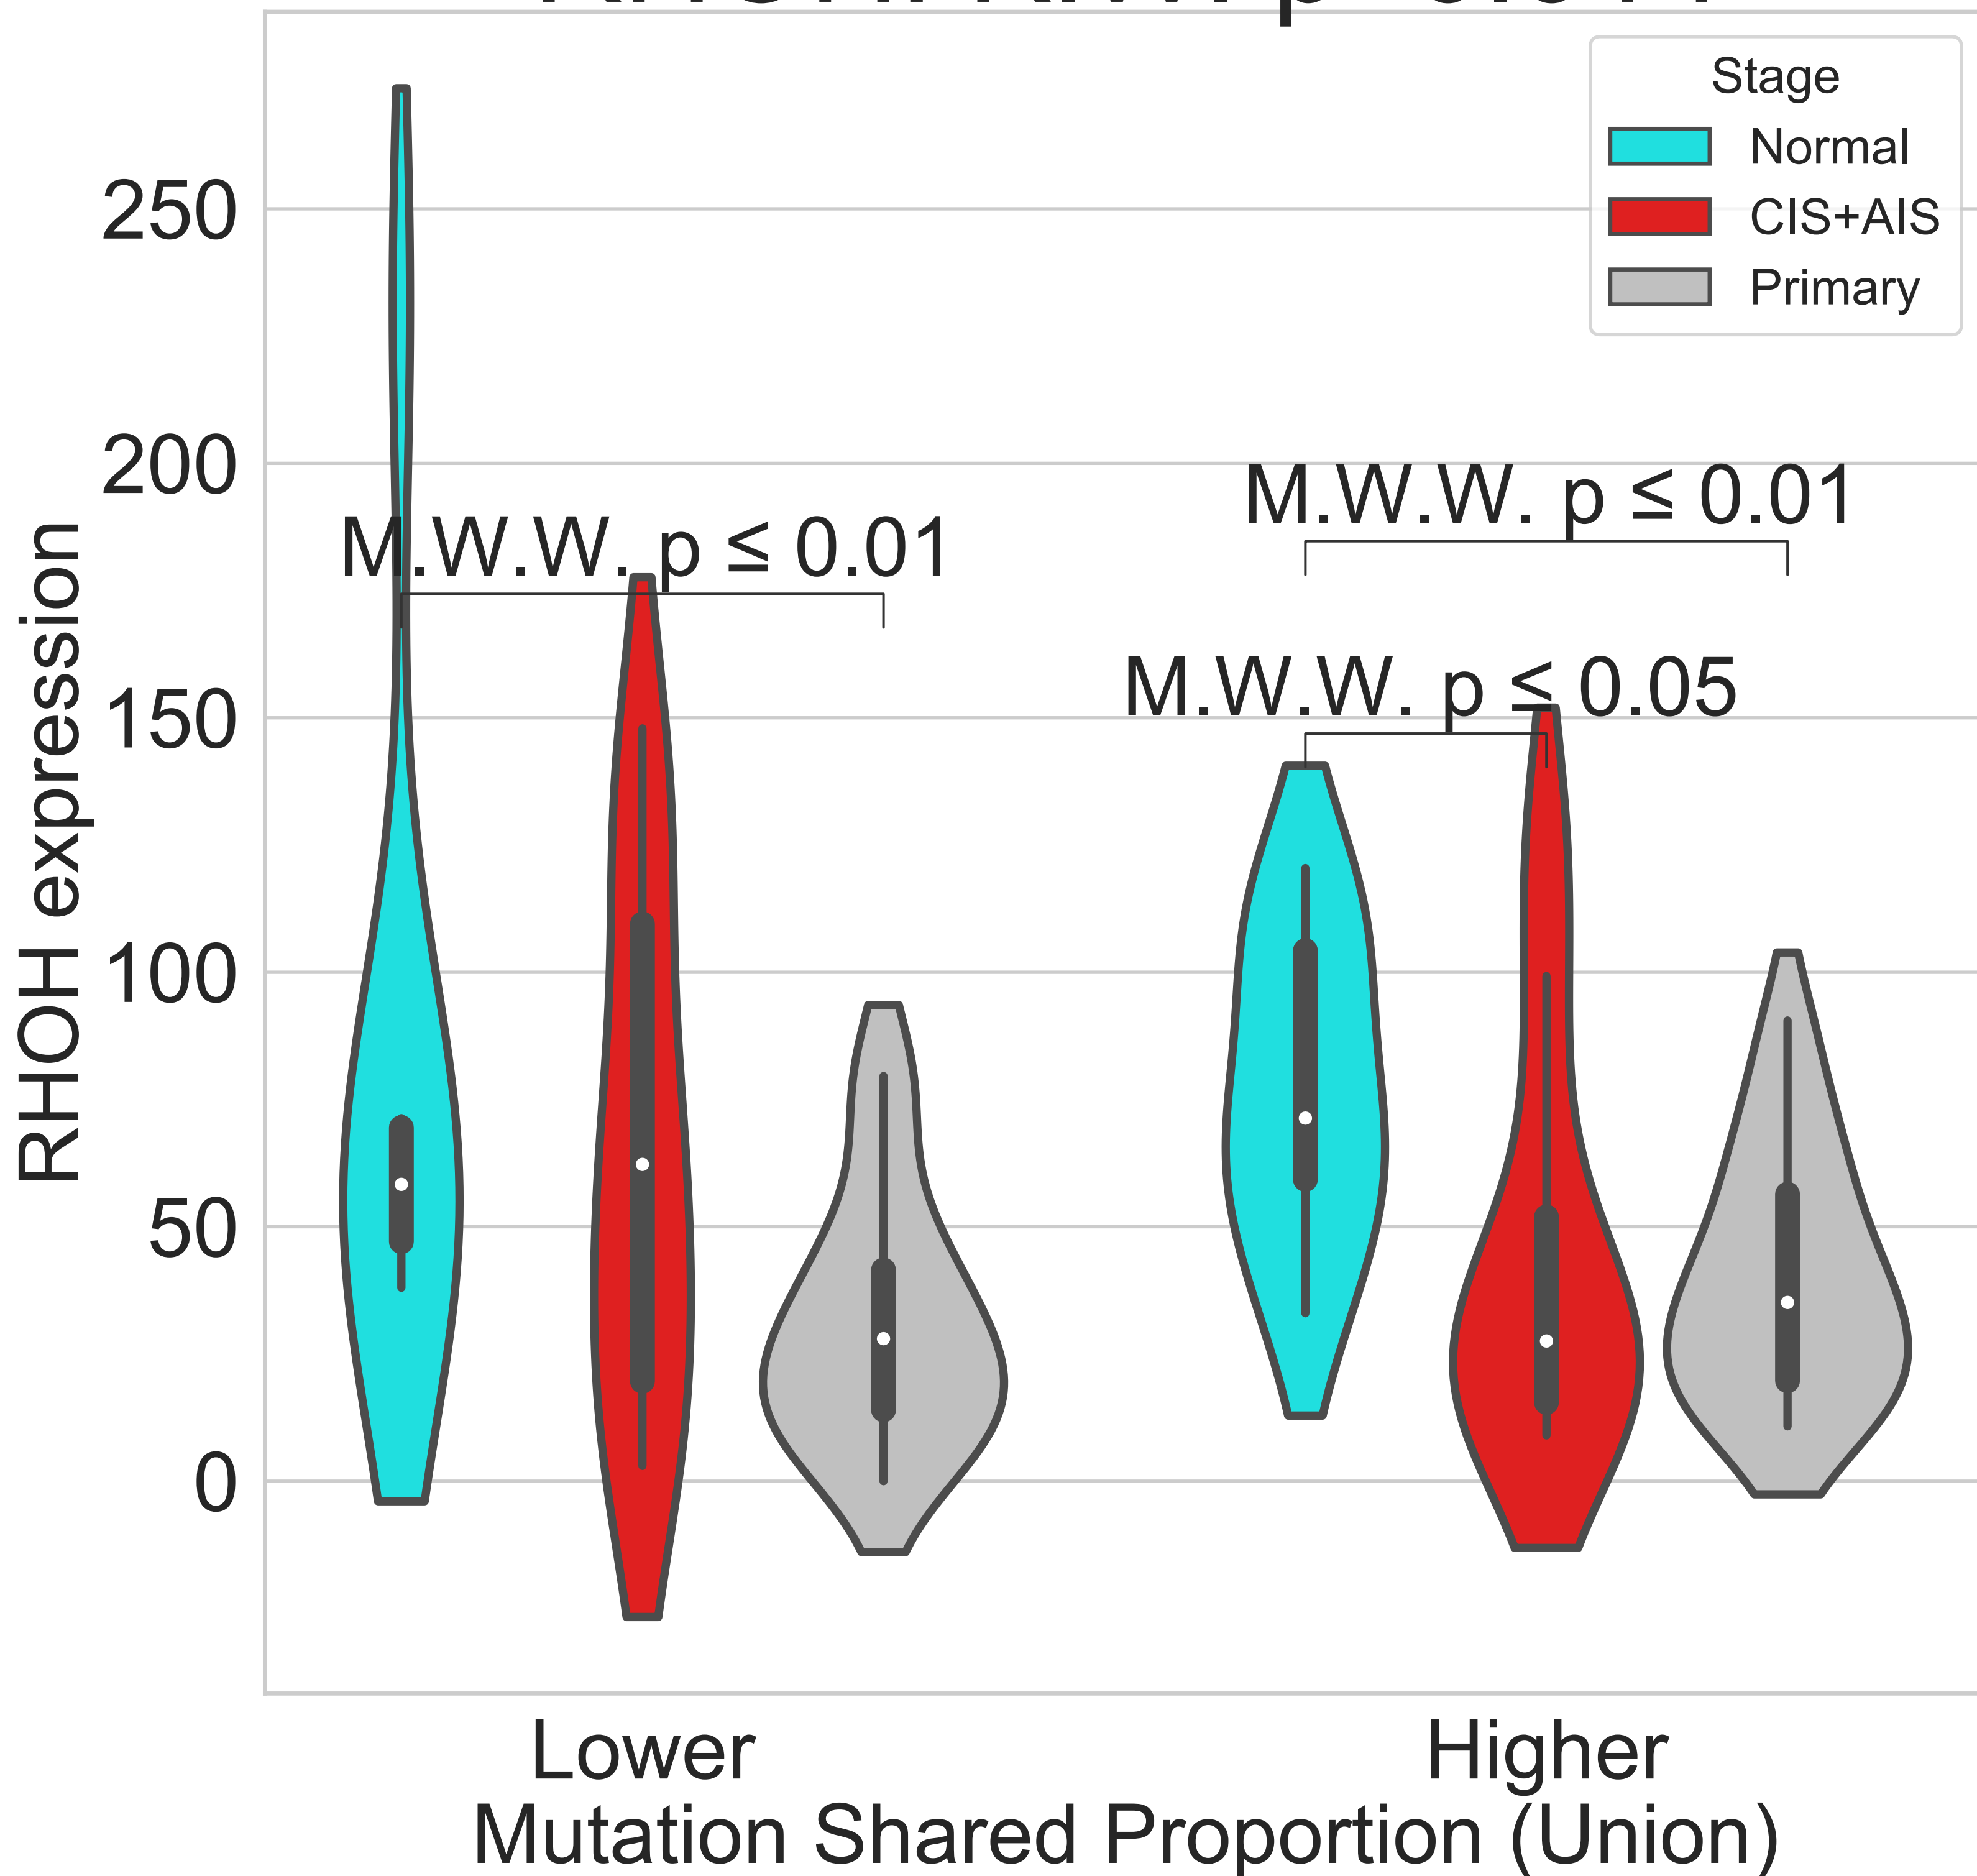 Stage
Normal
CIS+AIS
Primary
250
200
150
100
50
0
RHOH expression
M.W.W. p ≤ 0.01
M.W.W. p ≤ 0.01
M.W.W. p ≤ 0.05
Lower
Higher
Mutation Shared Proportion (Union)